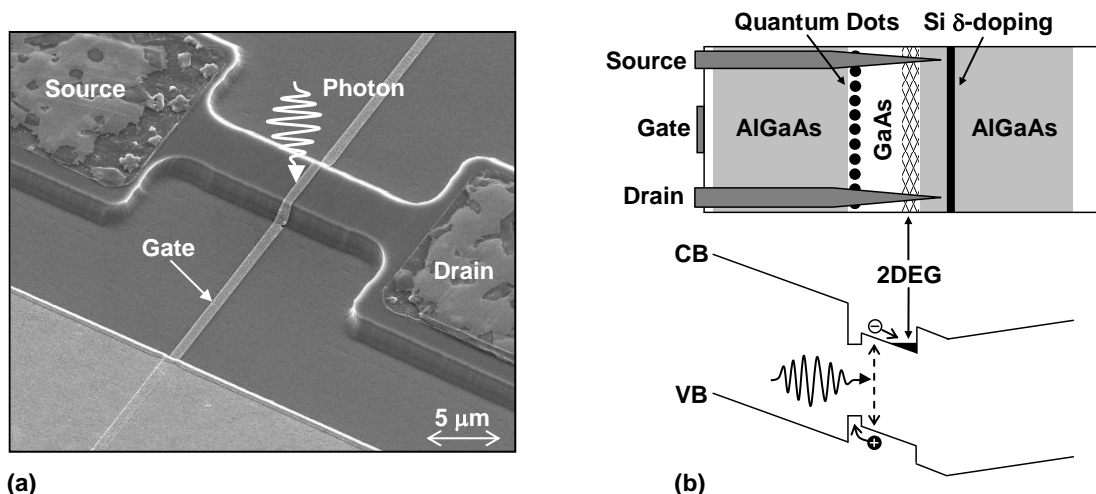 Source
Photon
Gate
Drain
5 μm
(a)
Quantum Dots
Si δ-doping
Source
Gate
Drain
AlGaAs
GaAs
AlGaAs
CB
2DEG
−
VB
+
(b)